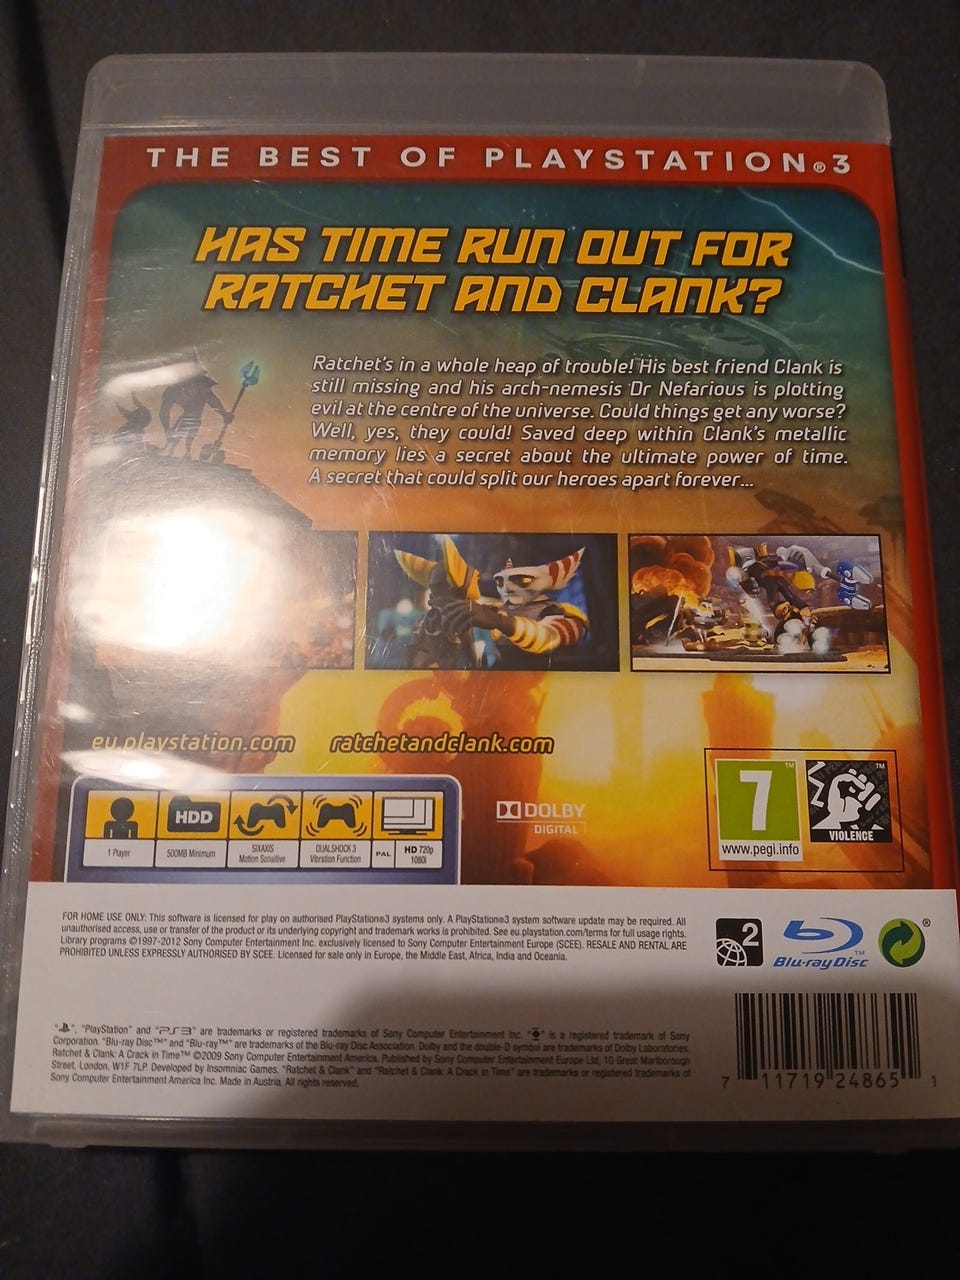 THE BEST OF PLAYSTATION®3
HAS TIME RUN OUT FOR
RATCHET AND CLANK?
Ratchet's in a whole heap of trouble! His best friend Clank is
still missing and his arch-nemesis Dr Nefarious is plotting
evil at the centre of the universe. Could things get any worse?
Well, yes, they could! Saved deep within Clank's metallic
memory lies a secret about the ultimate power of time.
A secret that could split our heroes apart forever...
eu.playstation.com
ratchetandclank.com
HDD
1 Player
500MB Minimum
SIXAXIS
Motion Sensitive
DUALSHOCK 3
Vibration Function
PAL
HD 720p
1080i
DOLBY
DIGITAL
7™
www.pegi.info
™
VIOLENCE
FOR HOME USE ONLY: This software is licensed for play on authorised PlayStation®3 systems only. A PlayStation®3 system software update may be required. All
unauthorised access, use or transfer of the product or its underlying copyright and trademark works is prohibited. See eu.playstation.com/terms for full usage rights.
Library programs ©1997-2012 Sony Computer Entertainment Inc. exclusively licensed to Sony Computer Entertainment Europe (SCEE). RESALE AND RENTAL ARE
PROHIBITED UNLESS EXPRESSLY AUTHORISED BY SCEE. Licensed for sale only in Europe, the Middle East, Africa, India and Oceania.
2
Blu-ray Disc™
®
"PlayStation" and "PS3" are trademarks or registered trademarks of Sony Computer Entertainment Inc. " " is a registered trademark of Sony
Corporation. "Blu-ray Disc™" and "Blu-ray™" are trademarks of the Blu-ray Disc Association. Dolby and the double-D symbol are trademarks of Dolby Laboratories.
Ratchet & Clank: A Crack in Time™ ©2009 Sony Computer Entertainment America. Published by Sony Computer Entertainment Europe Ltd, 10 Great Marlborough
Street, London, W1F 7LP. Developed by Insomniac Games. "Ratchet & Clank" and "Ratchet & Clank: A Crack in Time" are trademarks or registered trademarks of
Sony Computer Entertainment America Inc. Made in Austria. All rights reserved.
7 11719 24865 1